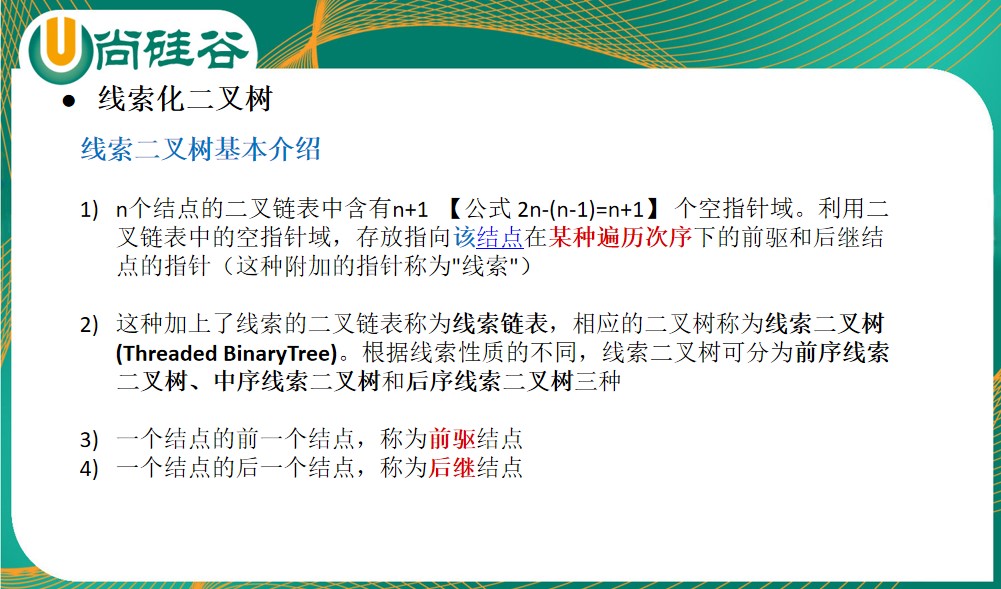 尚硅谷
● 线索化二叉树
线索二叉树基本介绍
1) n个结点的二叉链表中含有n+1 【公式 2n-(n-1)=n+1】 个空指针域。利用二
叉链表中的空指针域，存放指向该结点在某种遍历次序下的前驱和后继结
点的指针（这种附加的指针称为"线索"）
2) 这种加上了线索的二叉链表称为线索链表，相应的二叉树称为线索二叉树
(Threaded BinaryTree)。根据线索性质的不同，线索二叉树可分为前序线索
二叉树、中序线索二叉树和后序线索二叉树三种
3) 一个结点的前一个结点，称为前驱结点
4) 一个结点的后一个结点，称为后继结点